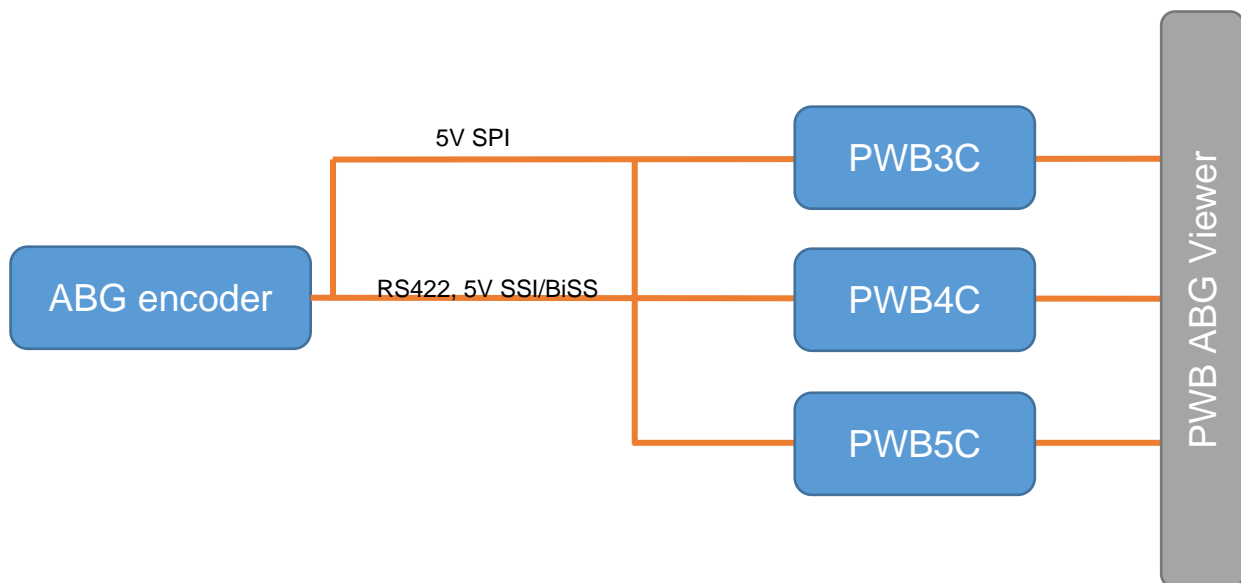 5V SPI
PWB3C
ABG encoder
RS422, 5V SSI/BiSS
PWB4C
PWB5C
PWB ABG Viewer